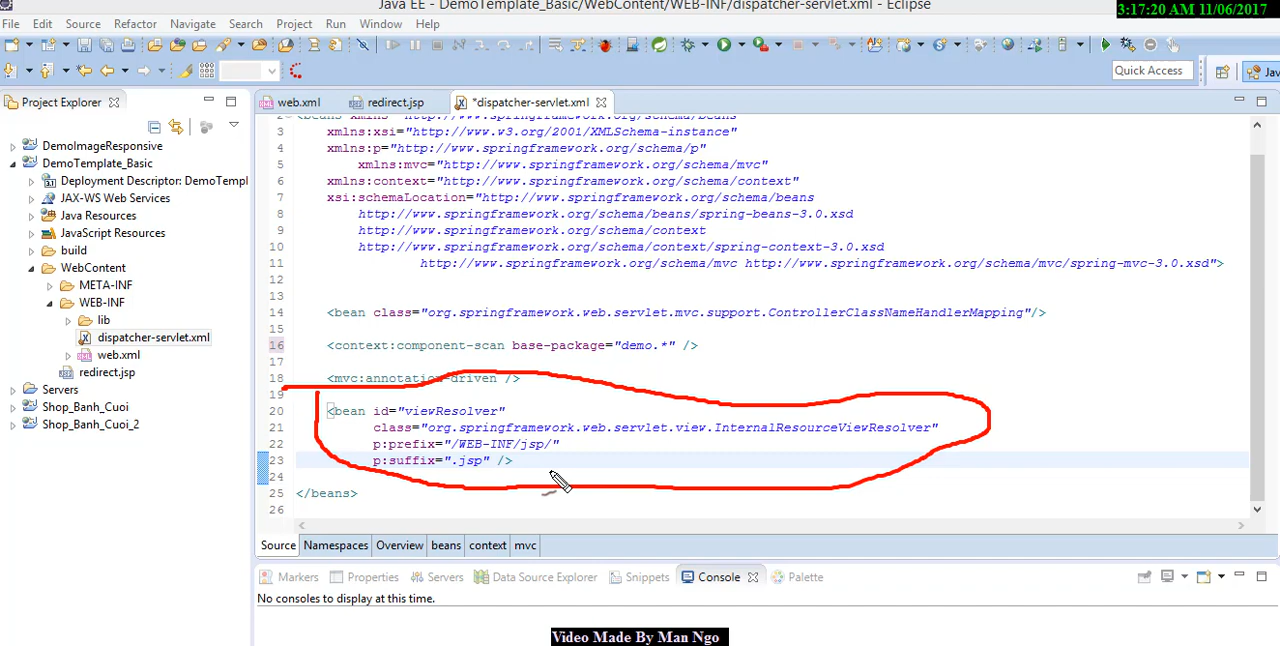 Java EE - DemoTemplate_Basic/WebContent/WEB-INF/dispatcher-servlet.xml - Eclipse
3:17:20 AM 11/06/2017
File Edit Source Refactor Navigate Search Project Run Window Help
Quick Access
Jav
Project Explorer
web.xml redirect.jsp *dispatcher-servlet.xml
DemoImageResponsive
DemoTemplate_Basic
Deployment Descriptor: DemoTempl
JAX-WS Web Services
Java Resources
JavaScript Resources
build
WebContent
META-INF
WEB-INF
lib
dispatcher-servlet.xml
web.xml
redirect.jsp
Servers
Shop_Banh_Cuoi
Shop_Banh_Cuoi_2
2 <beans xmlns="http://www.springframework.org/schema/beans"
3 xmlns:xsi="http://www.w3.org/2001/XMLSchema-instance"
4 xmlns:p="http://www.springframework.org/schema/p"
5 xmlns:mvc="http://www.springframework.org/schema/mvc"
6 xmlns:context="http://www.springframework.org/schema/context"
7 xsi:schemaLocation="http://www.springframework.org/schema/beans
8 http://www.springframework.org/schema/beans/spring-beans-3.0.xsd
9 http://www.springframework.org/schema/context
10 http://www.springframework.org/schema/context/spring-context-3.0.xsd
11 http://www.springframework.org/schema/mvc http://www.springframework.org/schema/mvc/spring-mvc-3.0.xsd">
12
13
14 <bean class="org.springframework.web.servlet.mvc.support.ControllerClassNameHandlerMapping"/>
15
16 <context:component-scan base-package="demo.*" />
17
18 <mvc:annotation-driven />
19
20 <bean id="viewResolver"
21 class="org.springframework.web.servlet.view.InternalResourceViewResolver"
22 p:prefix="/WEB-INF/jsp/"
23 p:suffix=".jsp" />
24
25 </beans>
26
Source Namespaces Overview beans context mvc
Markers Properties Servers Data Source Explorer Snippets Console Palette
No consoles to display at this time.
Video Made By Man Ngo